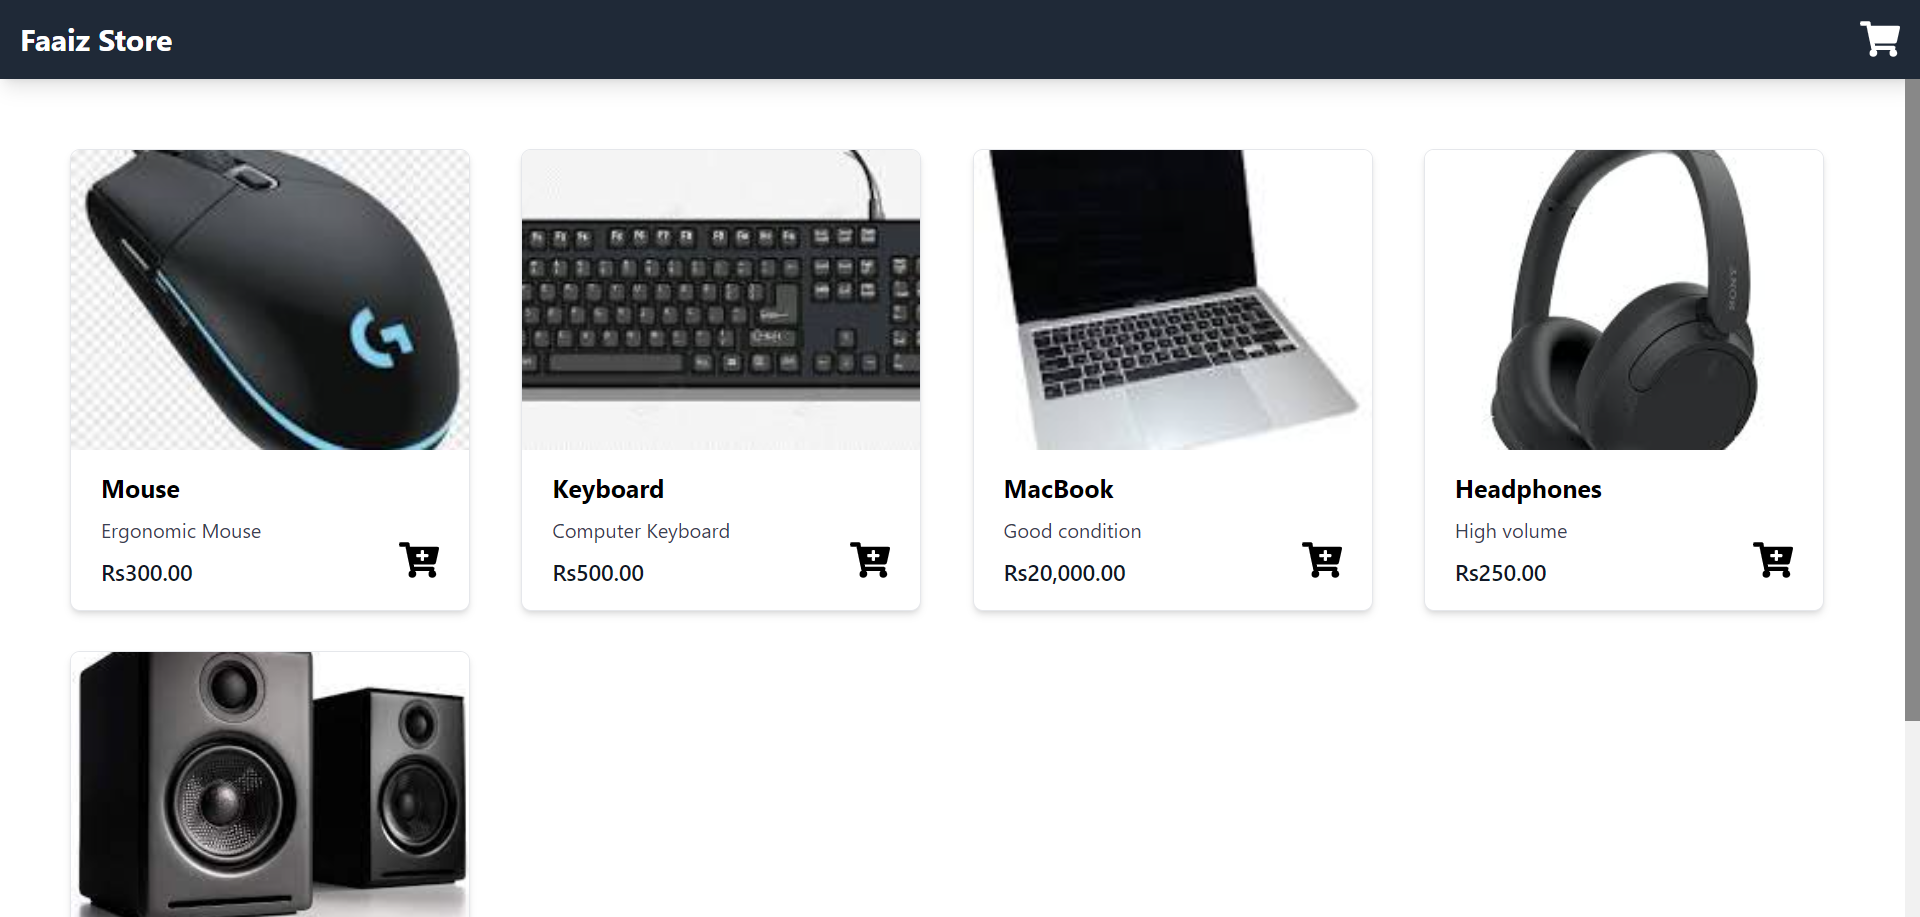 Faaiz Store
SONY
Mouse
Ergonomic Mouse
Rs300.00
Keyboard
Computer Keyboard
Rs500.00
MacBook
Good condition
Rs20,000.00
Headphones
High volume
Rs250.00